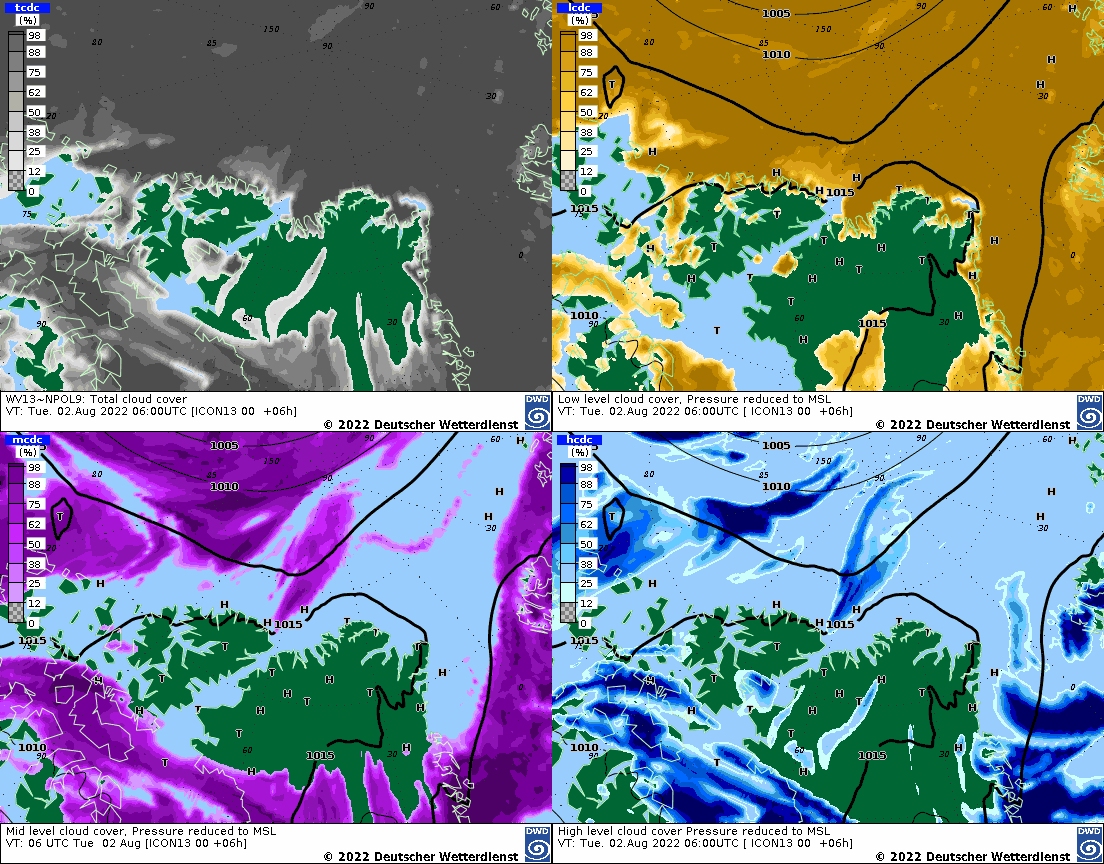 tcdc
(%)
98
88
75
62
50
38
25
12
0
80
85
150
90
90
60
30
20
75
0
90
60
30
WV13~NPOL9: Total cloud cover
VT: Tue. 02.Aug 2022 06:00UTC [ICON13 00 +06h]
© 2022 Deutscher Wetterdienst
DWD
lcdc
(%)
98
88
75
62
50
38
25
12
0
1005
1010
80
85
150
90
60
H
H
H
30
T
20
H
H
H
H
1015
T
T
1015
75
T
H
T
T
H
H
0
H
T
H
T
T
H
H
T
1010
90
T
60
1015
30
H
H
Low level cloud cover, Pressure reduced to MSL
VT: Tue. 02.Aug 2022 06:00UTC [ ICON13 00 +06h]
© 2022 Deutscher Wetterdienst
DWD
mcdc
(%)
98
88
75
62
50
38
25
12
0
1005
1010
80
85
150
90
90
60
H
H
H
30
T
20
H
H
H
H
1015
T
T
1015
T
T
T
H
H
T
H
H
T
T
0
H
H
T
H
1010
90
T
60
1015
30
H
H
Mid level cloud cover, Pressure reduced to MSL
VT: 06 UTC Tue 02 Aug [ICON13 00 +06h]
© 2022 Deutscher Wetterdienst
DWD
hcdc
(%)
98
88
75
62
50
38
25
12
0
1005
1010
80
85
150
90
90
60
H
H
H
30
T
H
H
H
H
1015
T
T
1015
75
T
T
T
H
H
T
H
H
T
T
0
H
H
T
H
1010
90
T
T
60
1015
30
H
H
High level cloud cover Pressure reduced to MSL
VT: Tue. 02.Aug 2022 06:00UTC [ ICON13 00 +06h]
© 2022 Deutscher Wetterdienst
DWD